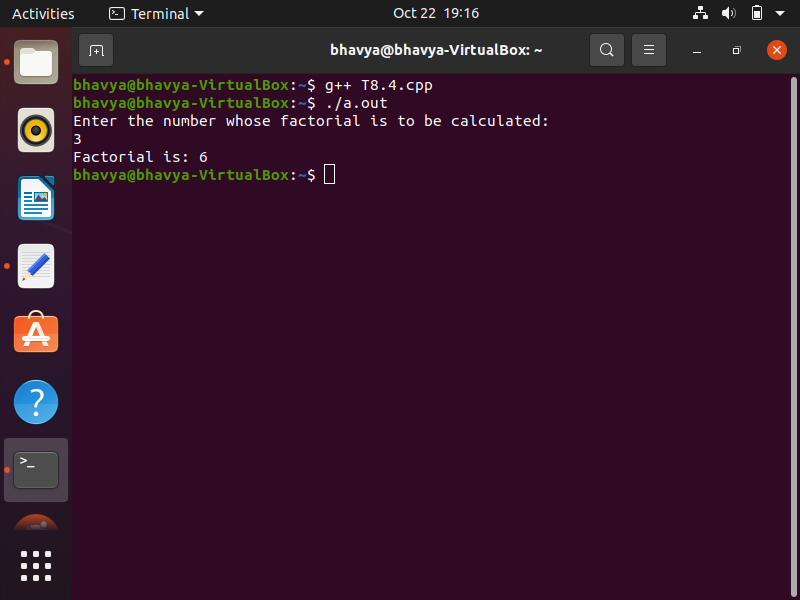 Activities
Terminal
Oct 22 19:16
bhavya@bhavya-VirtualBox: ~
bhavya@bhavya-VirtualBox:~$ g++ T8.4.cpp
bhavya@bhavya-VirtualBox:~$ ./a.out
Enter the number whose factorial is to be calculated:
3
Factorial is: 6
bhavya@bhavya-VirtualBox:~$